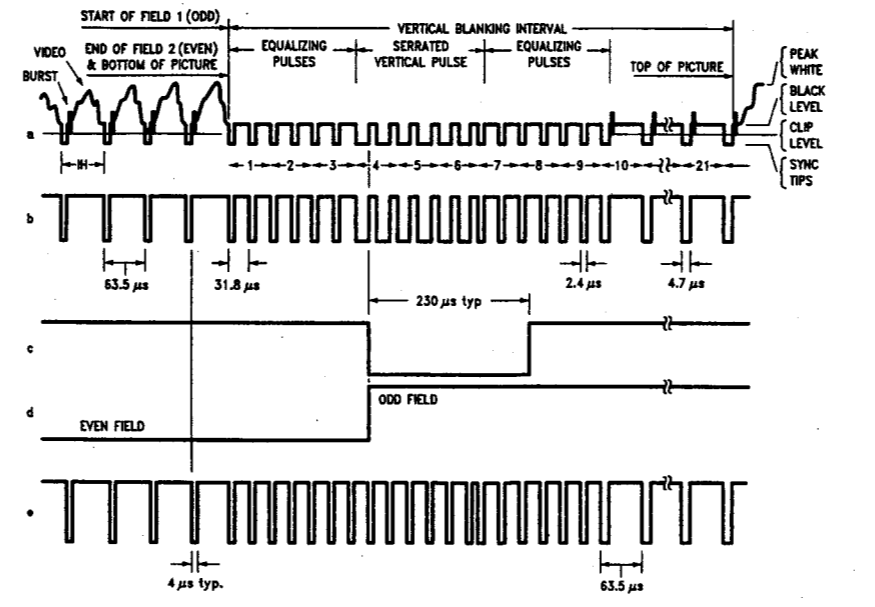 START OF FIELD 1 (ODD)
VERTICAL BLANKING INTERVAL
END OF FIELD 2 (EVEN)
& BOTTOM OF PICTURE
EQUALIZING
PULSES
SERRATED
VERTICAL PULSE
EQUALIZING
PULSES
TOP OF PICTURE
VIDEO
BURST
PEAK
WHITE
BLACK
LEVEL
CLIP
LEVEL
SYNC
TIPS
a
1 2 3 4 5 6 7 8 9 10 21
b
63.5 μs
31.8 μs
2.4 μs
4.7 μs
230 μs typ
c
d
EVEN FIELD
ODD FIELD
4 μs typ.
63.5 μs